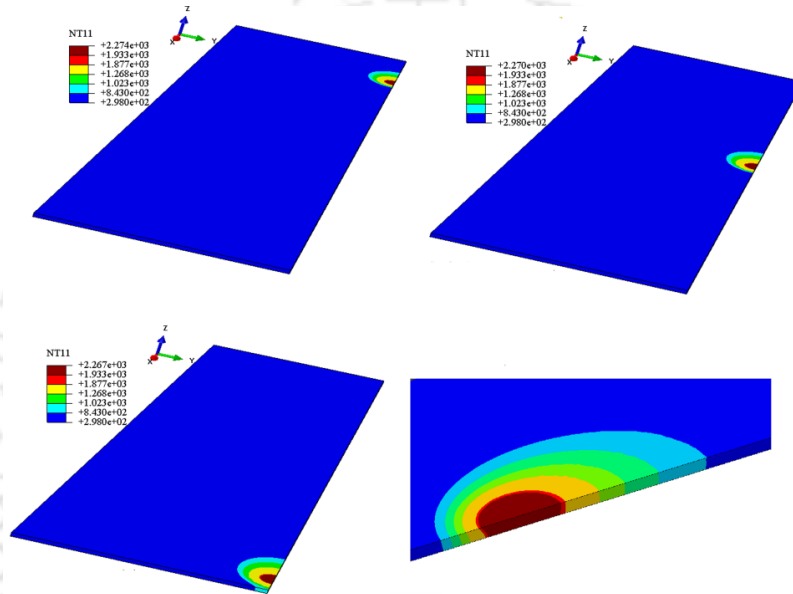 Z
X
Y
NT11
+2.274e+03
+1.933e+03
+1.877e+03
+1.268e+03
+1.023e+03
+8.430e+02
+2.980e+02
Z
X
Y
NT11
+2.270e+03
+1.933e+03
+1.877e+03
+1.268e+03
+1.023e+03
+8.430e+02
+2.980e+02
Z
X
Y
NT11
+2.267e+03
+1.933e+03
+1.877e+03
+1.268e+03
+1.023e+03
+8.430e+02
+2.980e+02